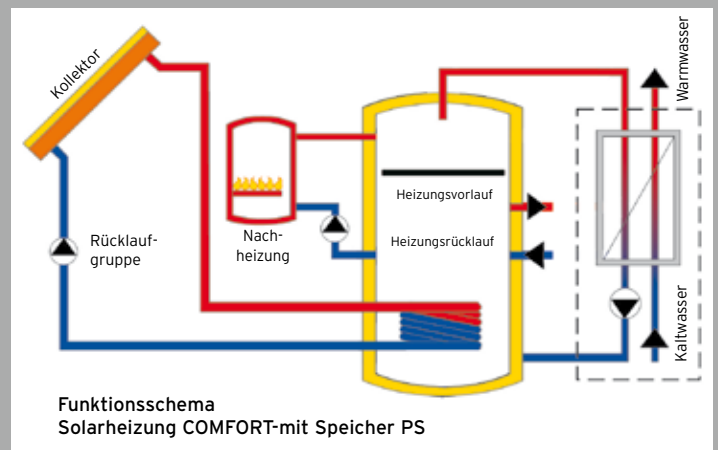 Kollektor
Warmwasser
Heizungsvorlauf
Rücklauf-
gruppe
Nach-
heizung
Heizungsrücklauf
Kaltwasser
Funktionsschema
Solarheizung COMFORT-mit Speicher PS